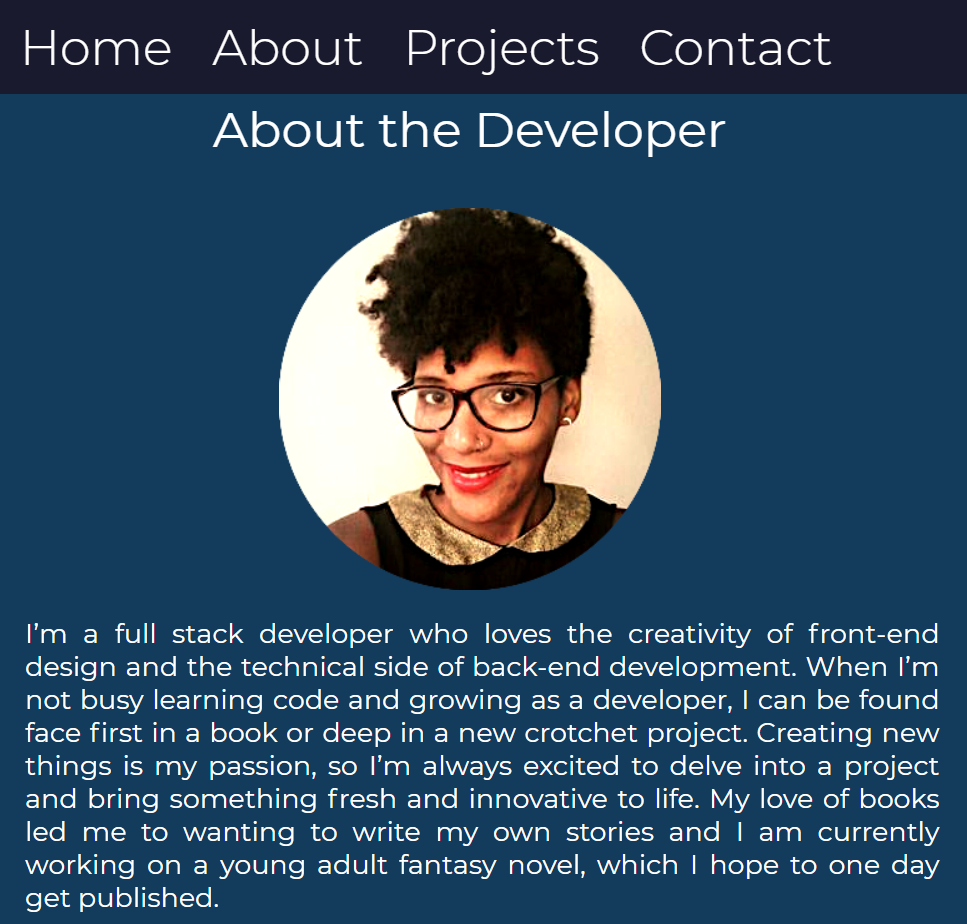 Home About Projects Contact
About the Developer
I’m a full stack developer who loves the creativity of front-end
design and the technical side of back-end development. When I’m
not busy learning code and growing as a developer, I can be found
face first in a book or deep in a new crotchet project. Creating new
things is my passion, so I’m always excited to delve into a project
and bring something fresh and innovative to life. My love of books
led me to wanting to write my own stories and I am currently
working on a young adult fantasy novel, which I hope to one day
get published.